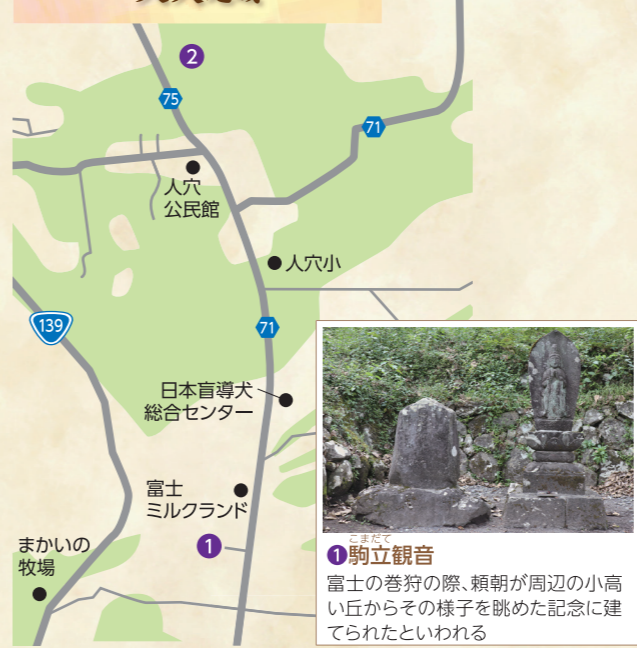 ❷
75
71
人穴
公民館
人穴小
139
71
日本盲導犬
総合センター
富士
ミルクランド
❶
まかいの
牧場
こまだて
❶駒立観音
富士の巻狩の際、頼朝が周辺の小高
い丘からその様子を眺めた記念に建
てられたといわれる